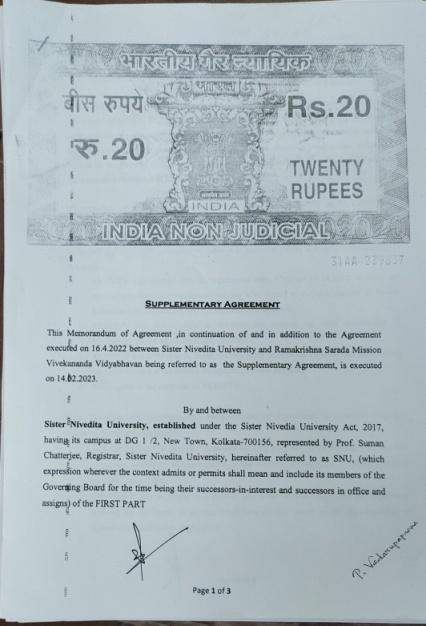 भारतीय गैर न्यायिक
भारत
बीस रुपये
Rs.20
रु.20
TWENTY
RUPEES
INDIA
INDIA NON JUDICIAL
31AA 239837
SUPPLEMENTARY AGREEMENT
This Memorandum of Agreement ,in continuation of and in addition to the Agreement
executed on 16.4.2022 between Sister Nivedita University and Ramakrishna Sarada Mission
Vivekananda Vidyabhavan being referred to as the Supplementary Agreement, is executed
on 14.02.2023.
By and between
Sister Nivedita University, established under the Sister Nivedia University Act, 2017,
having its campus at DG 1 /2, New Town, Kolkata-700156, represented by Prof. Suman
Chatterjee, Registrar, Sister Nivedita University, hereinafter referred to as SNU, (which
expression wherever the context admits or permits shall mean and include its members of the
Governing Board for the time being their successors-in-interest and successors in office and
assigns) of the FIRST PART
Page 1 of 3